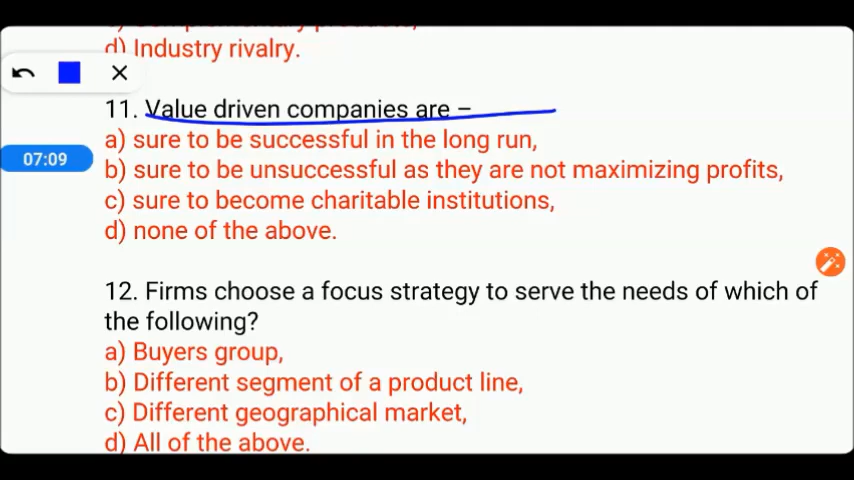 d) Industry rivalry.
11. Value driven companies are –
a) sure to be successful in the long run,
07:09
b) sure to be unsuccessful as they are not maximizing profits,
c) sure to become charitable institutions,
d) none of the above.
12. Firms choose a focus strategy to serve the needs of which of
the following?
a) Buyers group,
b) Different segment of a product line,
c) Different geographical market,
d) All of the above.